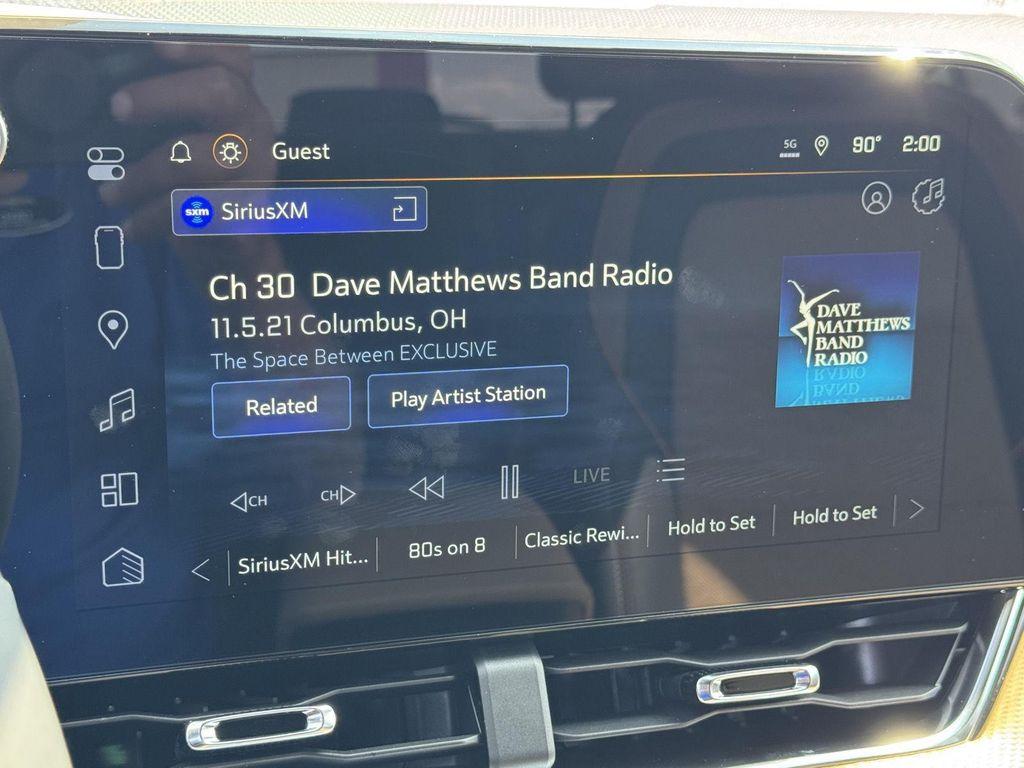 Guest
5G
90°
2:00
sxm SiriusXM
Ch 30 Dave Matthews Band Radio
11.5.21 Columbus, OH
The Space Between EXCLUSIVE
Related
Play Artist Station
DAVE
MATTHEWS
BAND
RADIO
CH
CH
LIVE
SiriusXM Hit...
80s on 8
Classic Rewi...
Hold to Set
Hold to Set